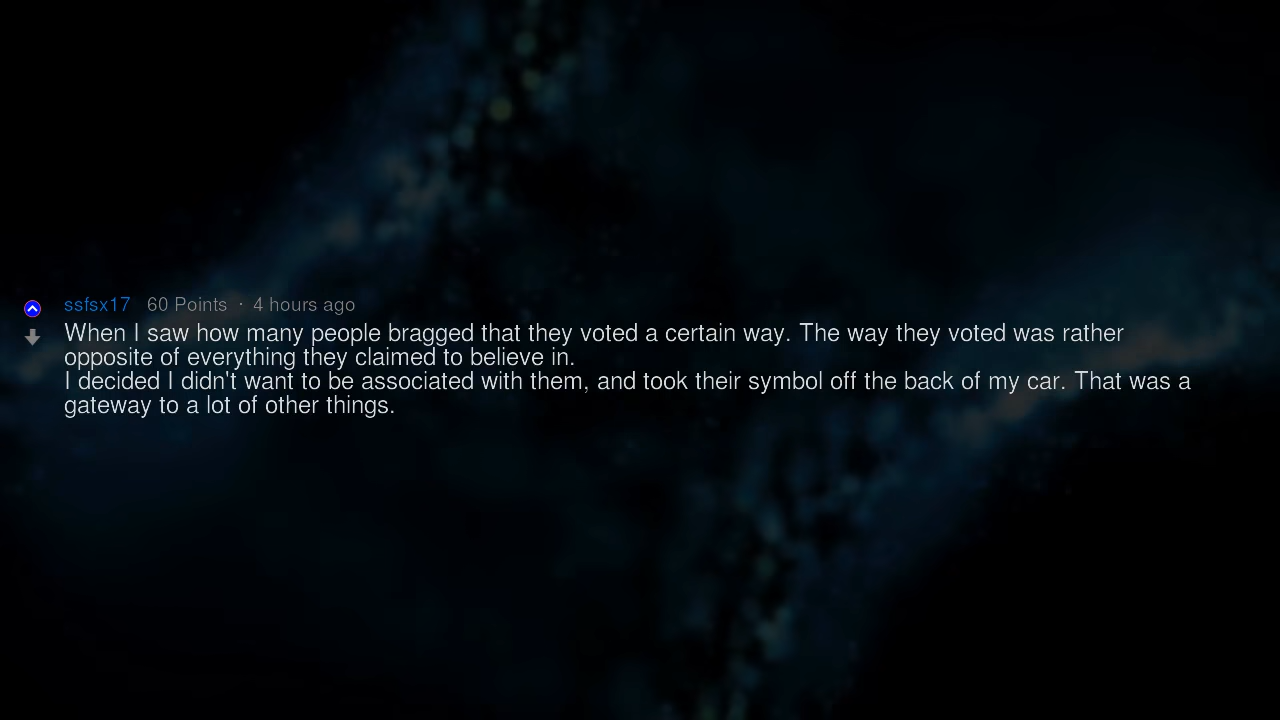 ssfsx17 60 Points · 4 hours ago
When I saw how many people bragged that they voted a certain way. The way they voted was rather
opposite of everything they claimed to believe in.
I decided I didn't want to be associated with them, and took their symbol off the back of my car. That was a
gateway to a lot of other things.